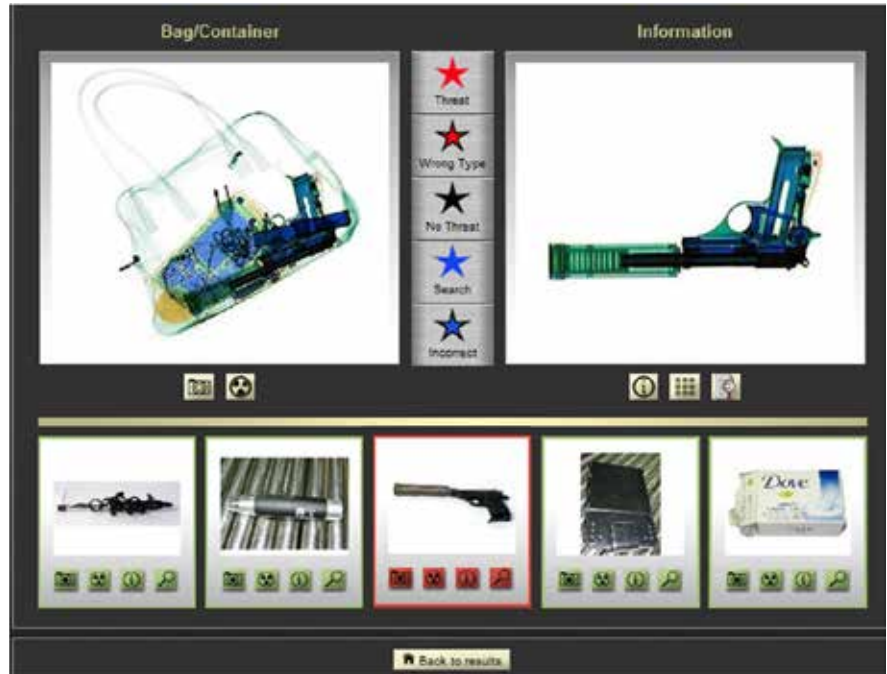 Bag/Container
Information
Threat
Wrong Type
No Threat
Search
Incorrect
Dove
Back to results